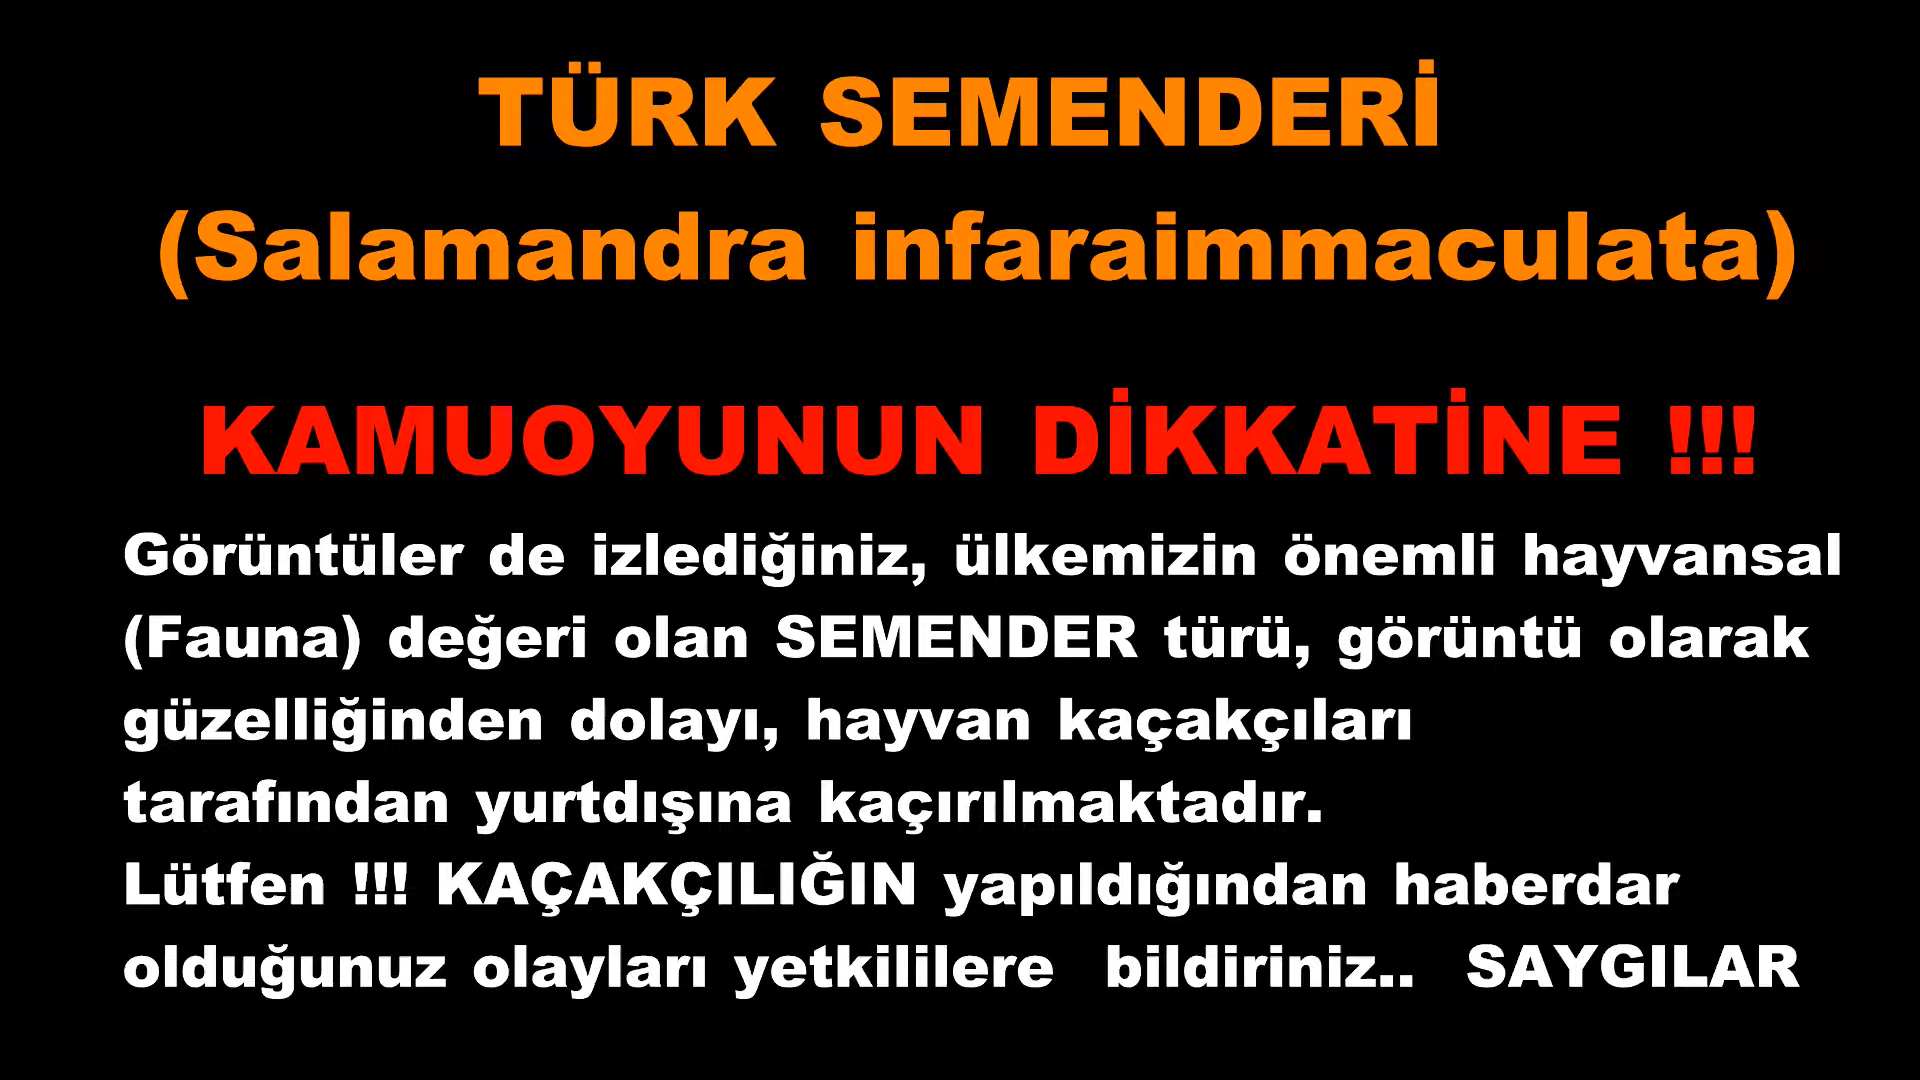 TÜRK SEMENDERİ
(Salamandra infaraimmaculata)
KAMUOYUNUN DİKKATİNE !!!
Görüntüler de izlediğiniz, ülkemizin önemli hayvansal
(Fauna) değeri olan SEMENDER türü, görüntü olarak
güzelliğinden dolayı, hayvan kaçakçıları
tarafından yurtdışına kaçırılmaktadır.
Lütfen !!! KAÇAKÇILIĞIN yapıldığından haberdar
olduğunuz olayları yetkililere bildiriniz.. SAYGILAR